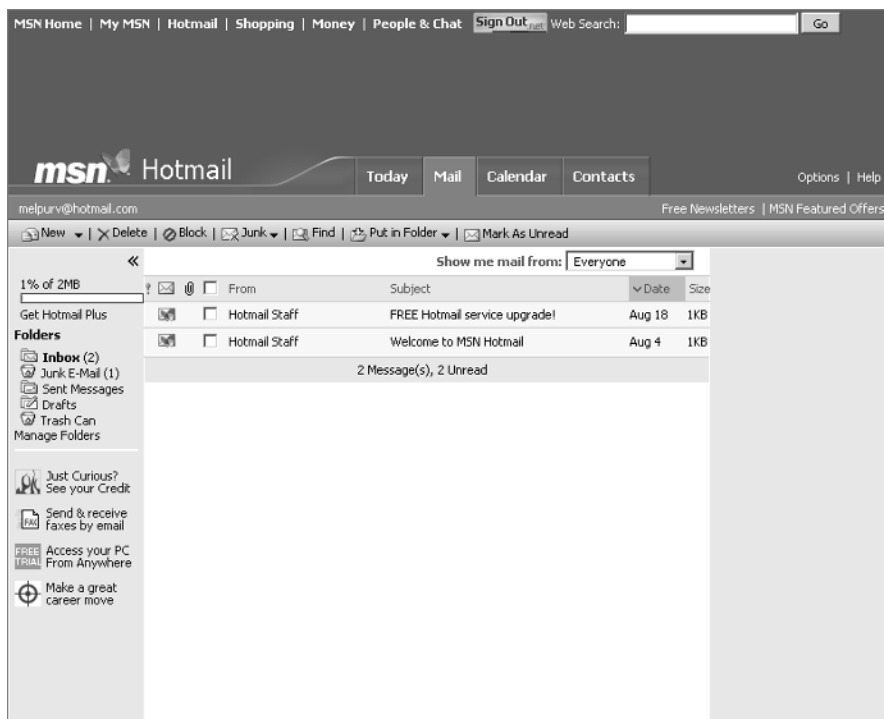 MSN Home | My MSN | Hotmail | Shopping | Money | People & Chat Sign Out.net Web Search: Go
msn Hotmail Today Mail Calendar Contacts Options | Help
melpurv@hotmail.com Free Newsletters | MSN Featured Offers
New | Delete | Block | Junk | Find | Put in Folder | Mark As Unread
« Show me mail from: Everyone
1% of 2MB
! From Subject Date Size
Get Hotmail Plus Hotmail Staff FREE Hotmail service upgrade! Aug 18 1KB
Folders
Hotmail Staff Welcome to MSN Hotmail Aug 4 1KB
Inbox (2)
2 Message(s), 2 Unread
Junk E-Mail (1)
Sent Messages
Drafts
Trash Can
Manage Folders
Just Curious?
See your Credit
Send & receive
FAX faxes by email
FREE Access your PC
TRIAL From Anywhere
Make a great
career move